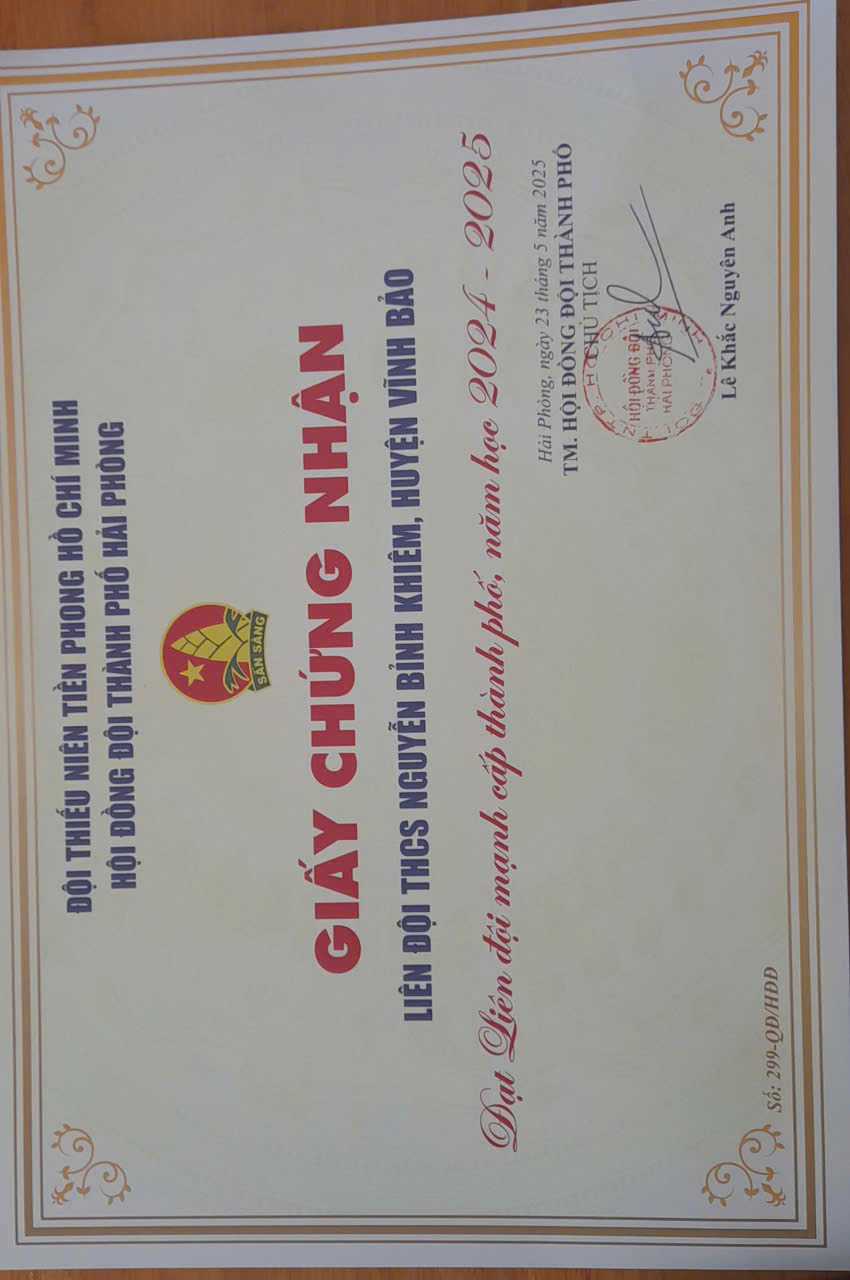 ĐỘI THIẾU NIÊN TIỀN PHONG HỒ CHÍ MINH
HỘI ĐỒNG ĐỘI THÀNH PHỐ HẢI PHÒNG
SẴN SÀNG
GIẤY CHỨNG NHẬN
LIÊN ĐỘI THCS NGUYỄN BỈNH KHIÊM, HUYỆN VĨNH BẢO
Đạt Liên đội mạnh cấp thành phố, năm học 2024 - 2025
Hải Phòng, ngày 23 tháng 5 năm 2025
TM. HỘI ĐỒNG ĐỘI THÀNH PHỐ
CHỦ TỊCH
HỘI ĐỒNG ĐỘI
THÀNH PHỐ
HẢI PHÒNG
Lê Khắc Nguyên Anh
Số: 299-QĐ/HĐĐ